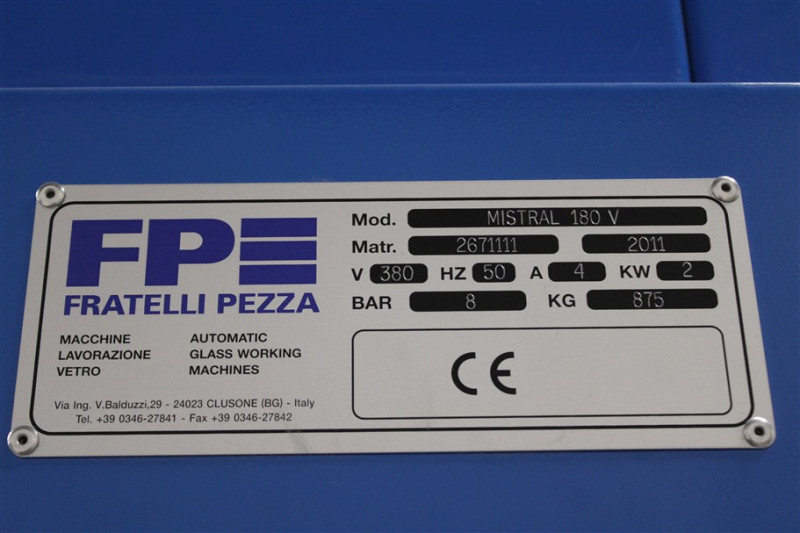 FP
FRATELLI PEZZA
MACCHINE
LAVORAZIONE
VETRO
AUTOMATIC
GLASS WORKING
MACHINES
Via Ing. V.Balduzzi,29 - 24023 CLUSONE (BG) - Italy
Tel. +39 0346-27841 - Fax +39 0346-27842
Mod. MISTRAL 180 V
Matr. 2671111 2011
V 380 HZ 50 A 4 KW 2
BAR 8 KG 875
CE